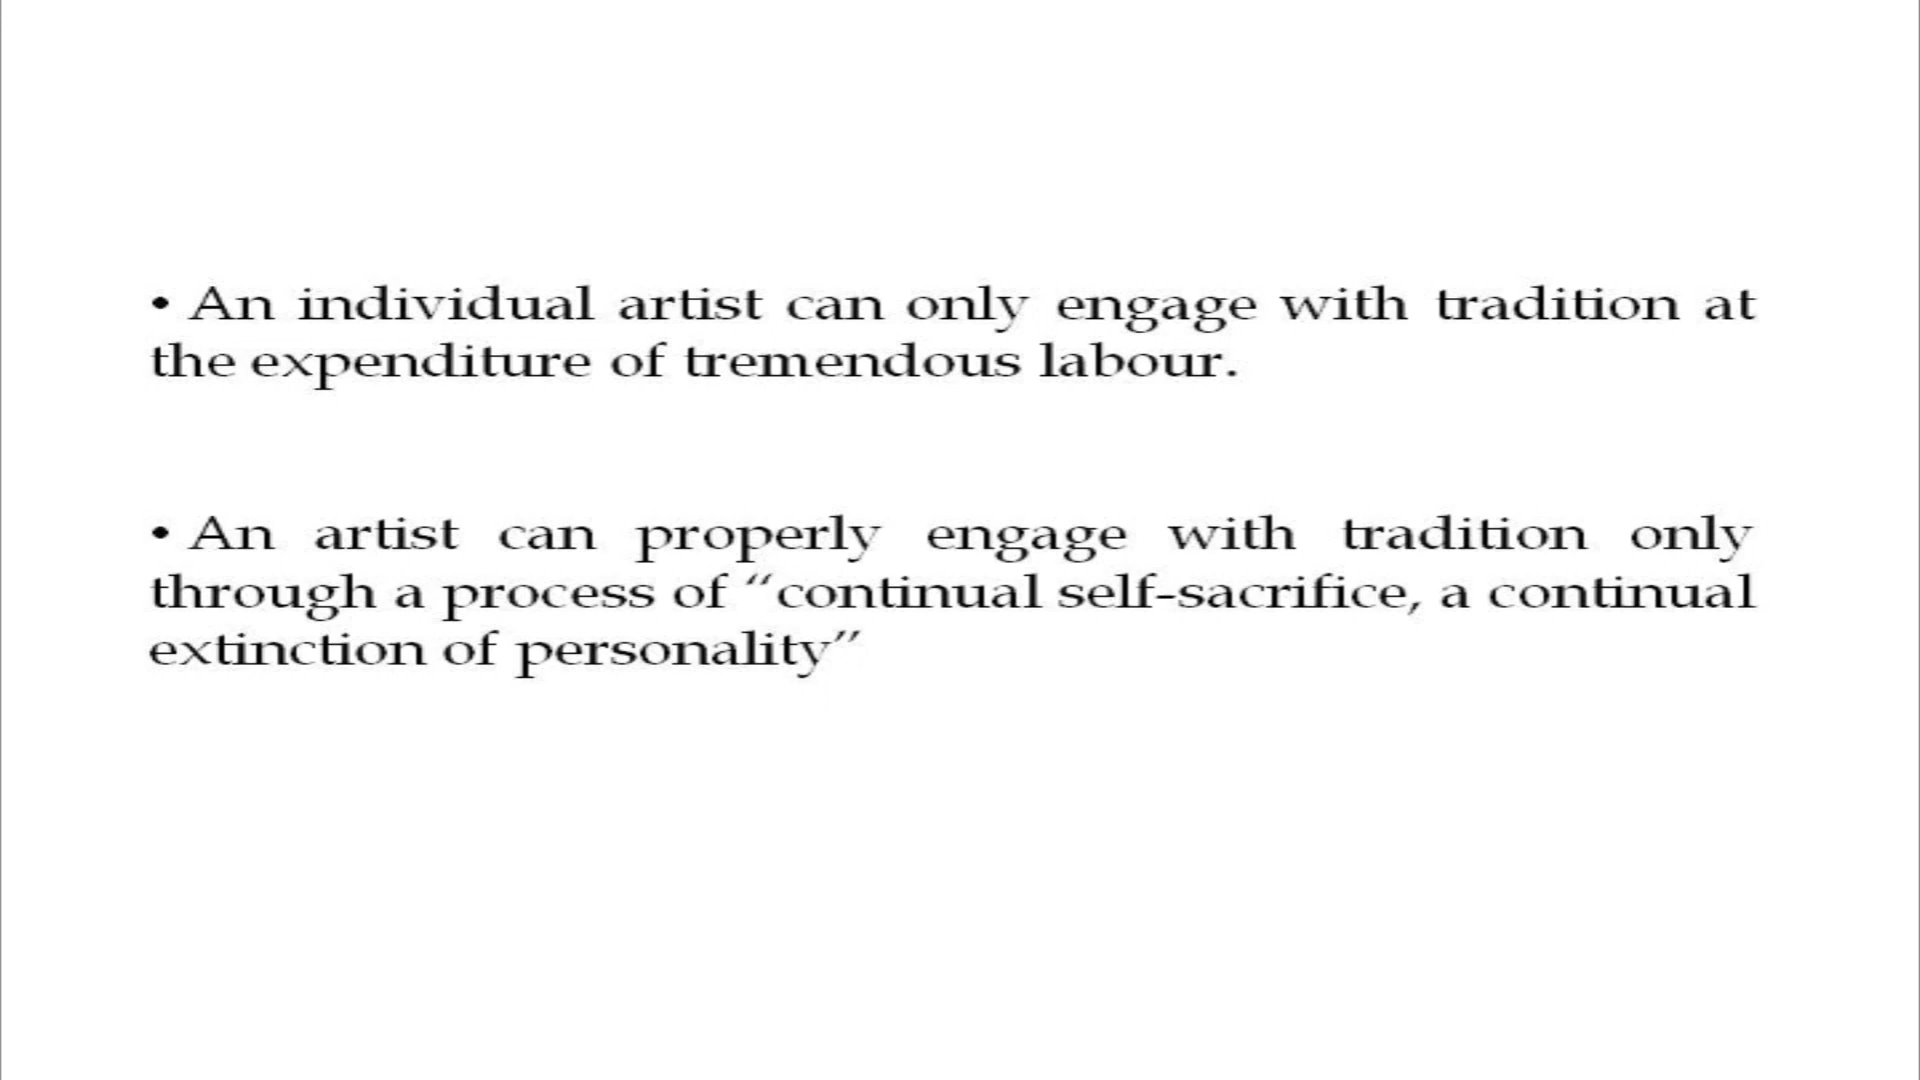 • An individual artist can only engage with tradition at
the expenditure of tremendous labour.
• An artist can properly engage with tradition only
through a process of “continual self-sacrifice, a continual
extinction of personality”